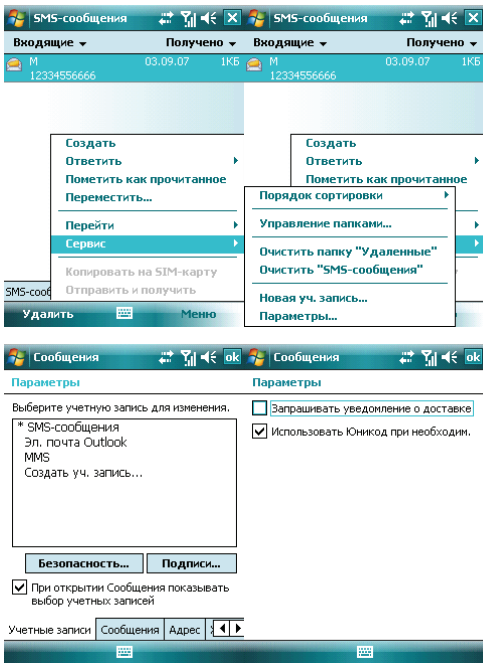 SMS-сообщения
Входящие Получено
М 03.09.07 1КБ
12334556666
Создать
Ответить
Пометить как прочитанное
Переместить...
Перейти
Сервис
Копировать на SIM-карту
Отправить и получить
SMS-сооб
Удалить Меню
SMS-сообщения
Входящие Получено
М 03.09.07 1КБ
12334556666
Создать
Ответить
Пометить как прочитанное
Порядок сортировки
Управление папками...
Очистить папку "Удаленные"
Очистить "SMS-сообщения"
Новая уч. запись...
Параметры...
Сообщения ok
Параметры
Выберите учетную запись для изменения.
* SMS-сообщения
Эл. почта Outlook
MMS
Создать уч. запись...
Безопасность... Подписи...
При открытии Сообщения показывать
выбор учетных записей
Учетные записи Сообщения Адрес
Сообщения ok
Параметры
Запрашивать уведомление о доставке
Использовать Юникод при необходим.